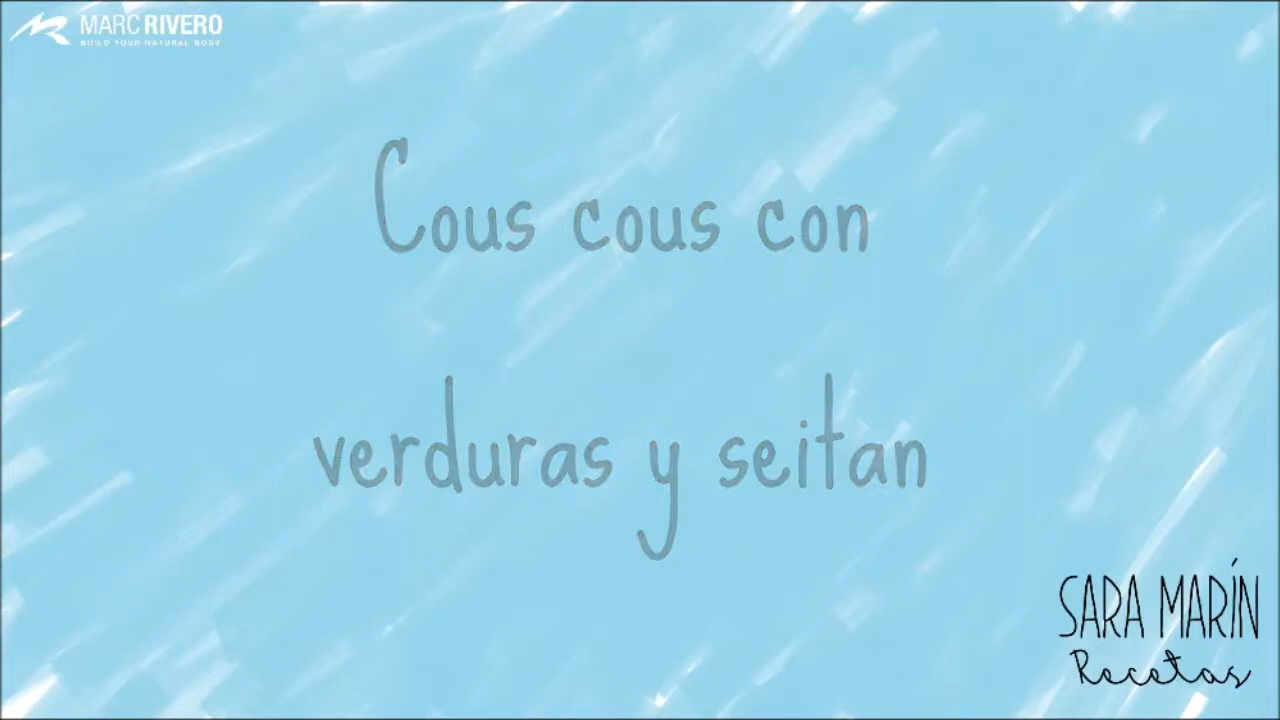 MARC RIVERO
BUILD YOUR NATURAL BODY
Cous cous con
verduras y seitan
SARA MARÍN
Recetas